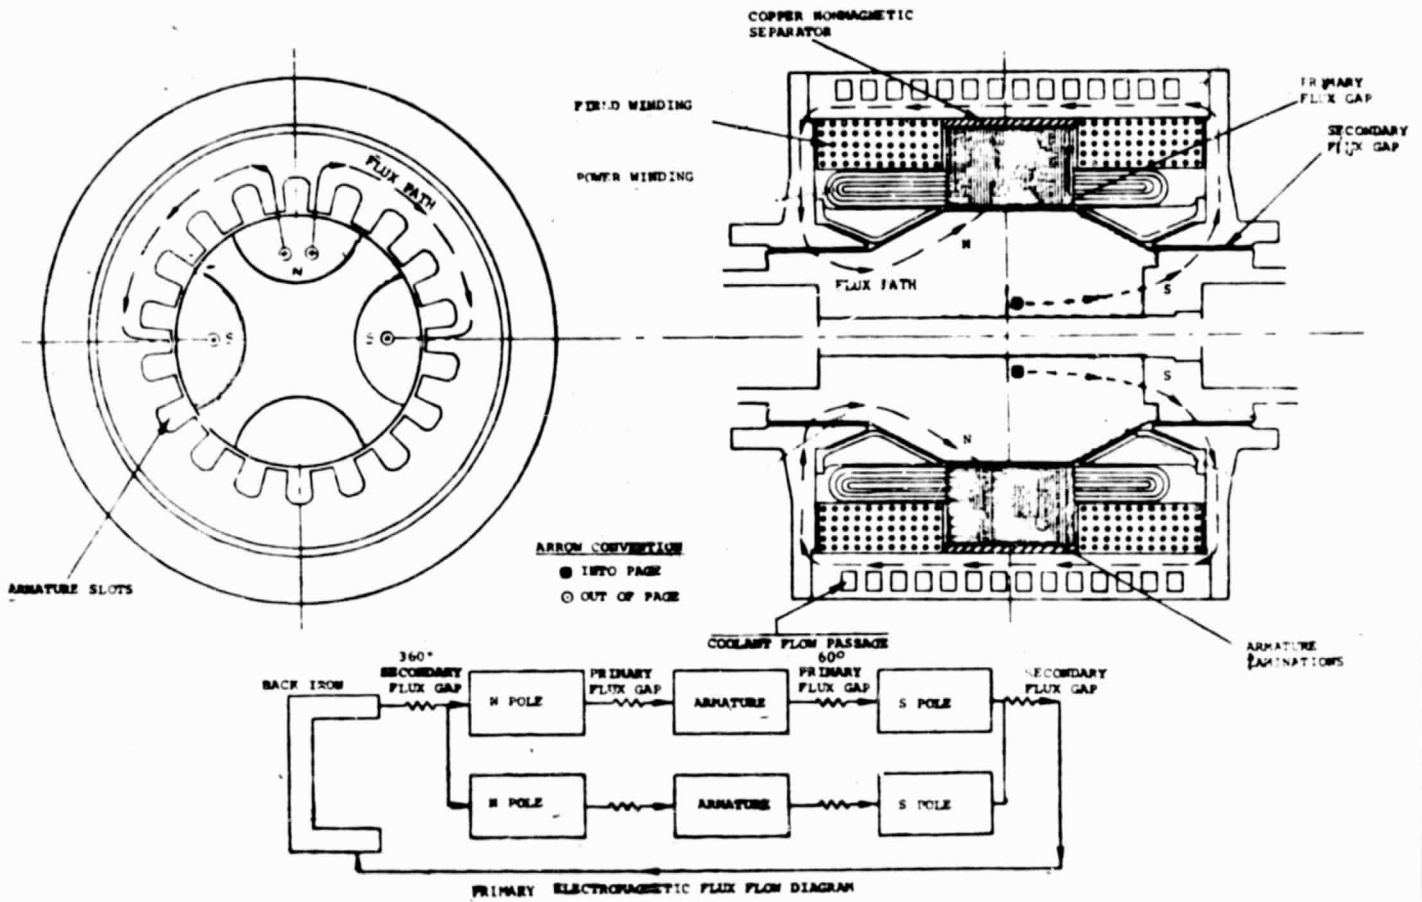 COPPER NONMAGNETIC
SEPARATOR
FIELD WINDING
POWER WINDING
PRIMARY
FLUX GAP
SECONDARY
FLUX GAP
FLUX PATH
N
S
S
N
FLUX PATH
S
S
N
ARMATURE SLOTS
ARROW CONVENTION
INTO PAGE
OUT OF PAGE
COOLANT FLOW PASSAGE
ARMATURE
LAMINATIONS
BACK IRON
360°
SECONDARY
FLUX GAP
PRIMARY
FLUX GAP
60°
PRIMARY
FLUX GAP
SECONDARY
FLUX GAP
N POLE
ARMATURE
S POLE
N POLE
ARMATURE
S POLE
PRIMARY ELECTROMAGNETIC FLUX FLOW DIAGRAM